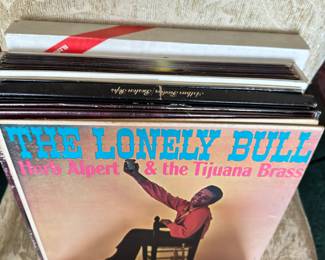 THE LONELY BULL
Herb Alpert & the Tijuana Brass